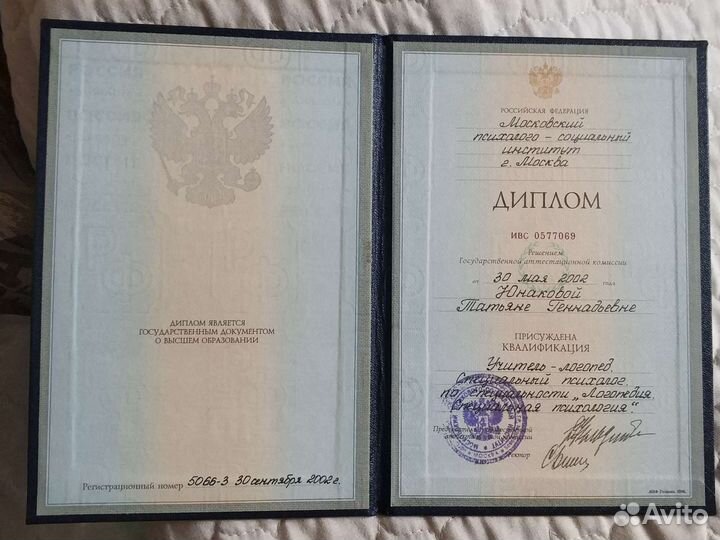 ДИПЛОМ ЯВЛЯЕТСЯ
ГОСУДАРСТВЕННЫМ ДОКУМЕНТОМ
О ВЫСШЕМ ОБРАЗОВАНИИ
Регистрационный номер 5066-3 30 сентября 2002 г.
РОССИЙСКАЯ ФЕДЕРАЦИЯ
Московский
психолого - социальный
институт
г. Москва
ДИПЛОМ
ИВС 0577069
Решением
Государственной аттестационной комиссии
от 30 мая 2002 года
Юнаковой
Татьяне Геннадьевне
ПРИСУЖДЕНА
КВАЛИФИКАЦИЯ
Учитель-логопед.
Специальный психолог.
по специальности „Логопедия.
Специальная психология“
Ректор
Avito